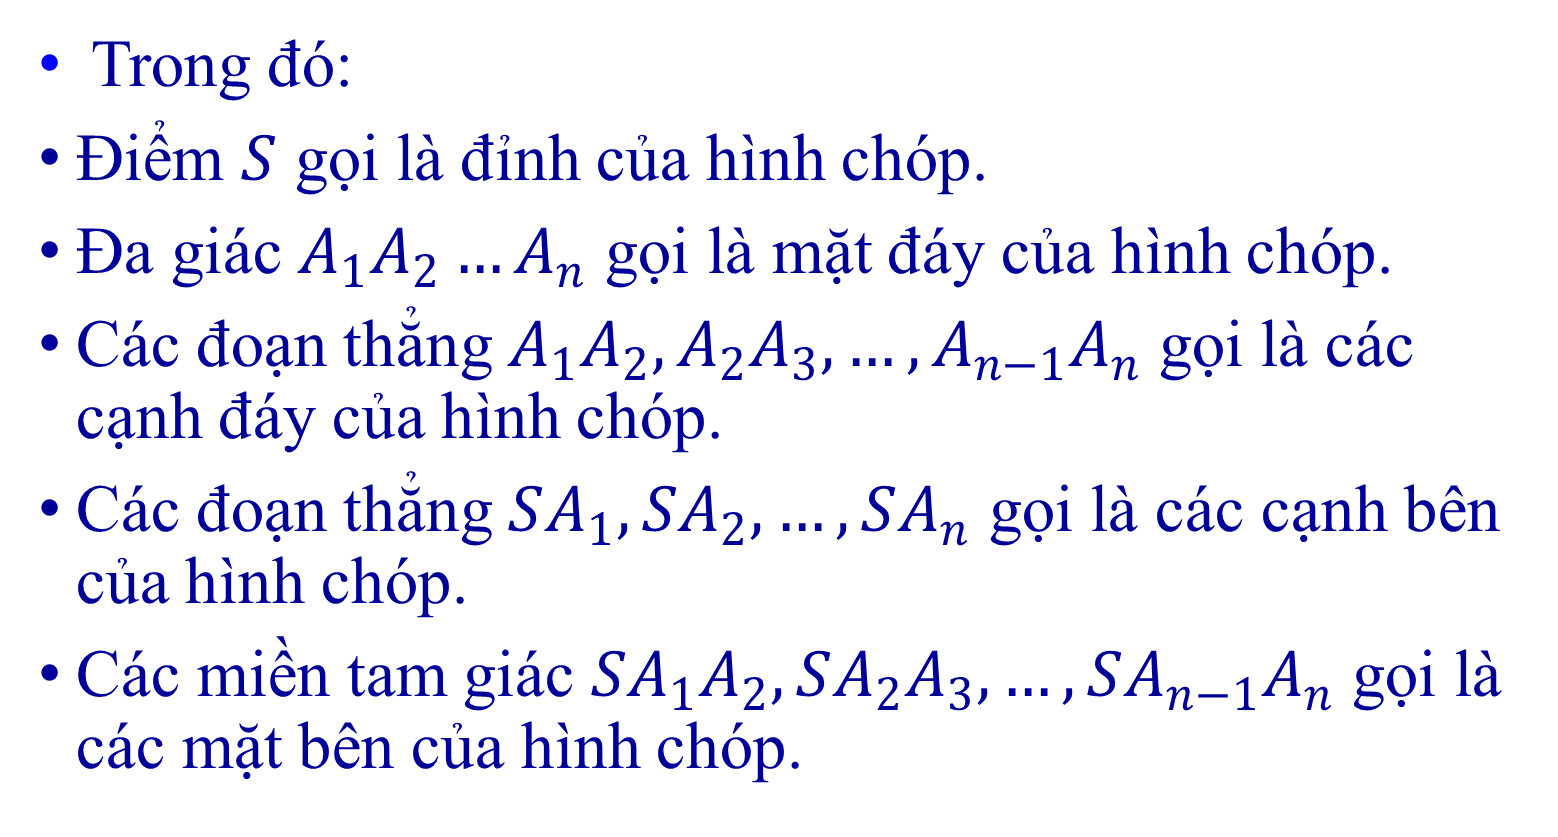 • Trong đó:
• Điểm 𝑆 gọi là đỉnh của hình chóp.
• Đa giác 𝐴₁𝐴₂ … 𝐴ₙ gọi là mặt đáy của hình chóp.
• Các đoạn thẳng 𝐴₁𝐴₂, 𝐴₂𝐴₃, … , 𝐴ₙ₋₁𝐴ₙ gọi là các
cạnh đáy của hình chóp.
• Các đoạn thẳng 𝑆𝐴₁, 𝑆𝐴₂, … , 𝑆𝐴ₙ gọi là các cạnh bên
của hình chóp.
• Các miền tam giác 𝑆𝐴₁𝐴₂, 𝑆𝐴₂𝐴₃, … , 𝑆𝐴ₙ₋₁𝐴ₙ gọi là
các mặt bên của hình chóp.